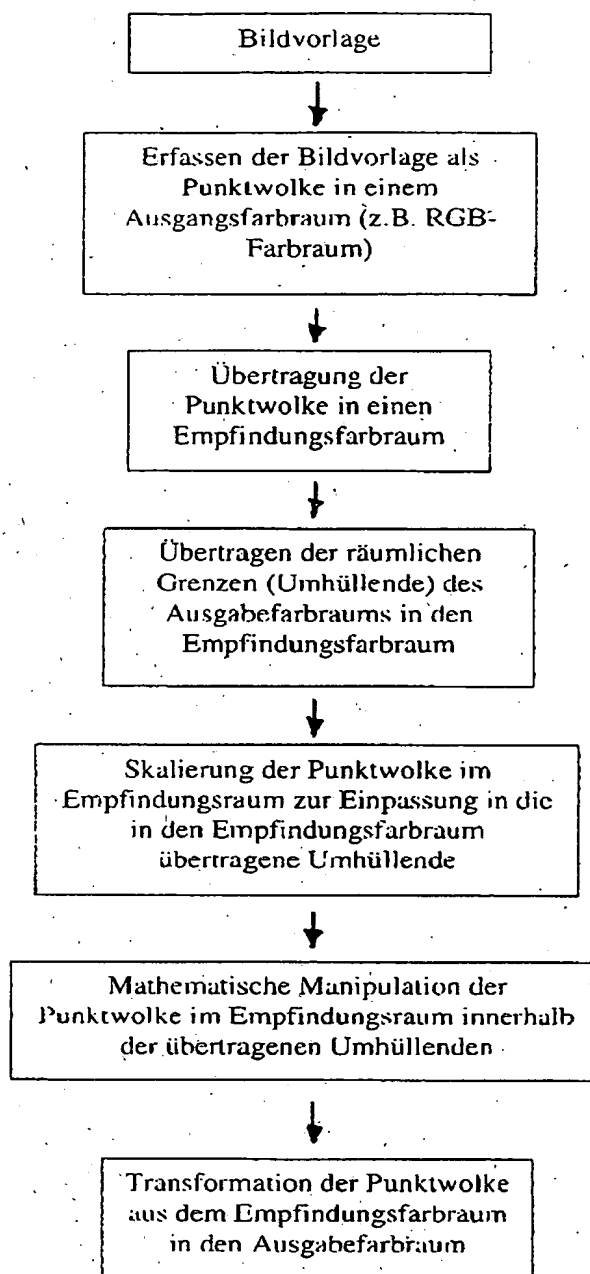 Bildvorlage
Erfassen der Bildvorlage als
Punktwolke in einem
Ausgangsfarbraum (z.B. RGB-
Farbraum)
Übertragung der
Punktwolke in einen
Empfindungsfarbraum
Übertragen der räumlichen
Grenzen (Umhüllende) des
Ausgabefarbraums in den
Empfindungsfarbraum
Skalierung der Punktwolke im
Empfindungsraum zur Einpassung in die
in den Empfindungsfarbraum
übertragene Umhüllende
Mathematische Manipulation der
Punktwolke im Empfindungsraum innerhalb
der übertragenen Umhüllenden
Transformation der Punktwolke
aus dem Empfindungsfarbraum
in den Ausgabefarbraum